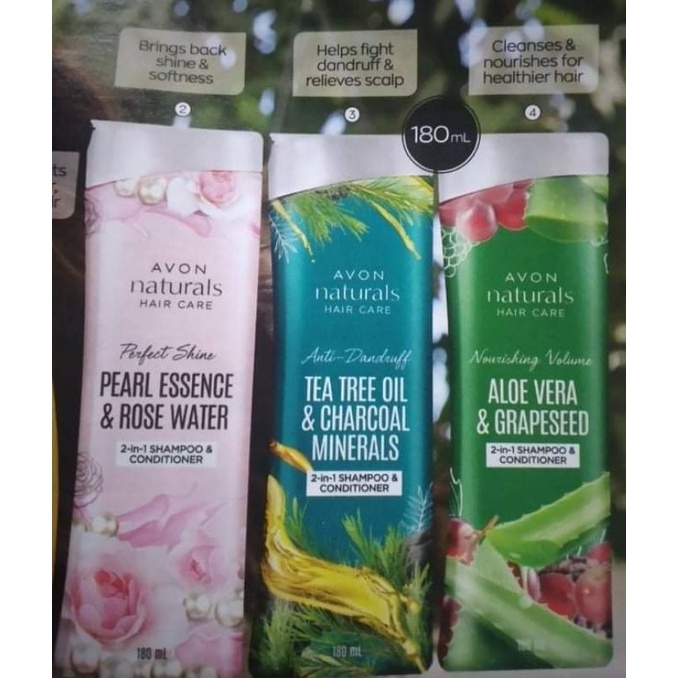 Brings back
shine &
softness
Helps fight
dandruff &
relieves scalp
Cleanses &
nourishes for
healthier hair
2
3
4
180mL
AVON
naturals
HAIR CARE
Perfect Shine
PEARL ESSENCE
& ROSE WATER
2-in-1 SHAMPOO &
CONDITIONER
180 mL
AVON
naturals
HAIR CARE
Anti-Dandruff
TEA TREE OIL
& CHARCOAL
MINERALS
2-in-1 SHAMPOO &
CONDITIONER
180 mL
AVON
naturals
HAIR CARE
Nourishing Volume
ALOE VERA
& GRAPESEED
2-in-1 SHAMPOO &
CONDITIONER